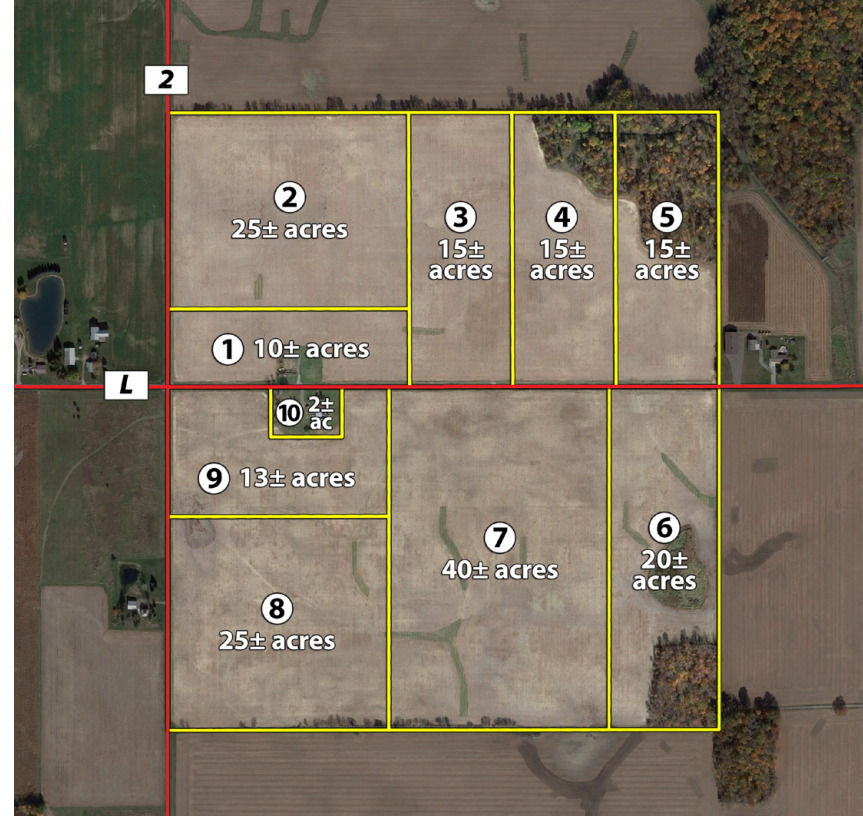 2
2
25± acres
3
15±
acres
4
15±
acres
5
15±
acres
1 10± acres
L
10 2±
ac
9 13± acres
7
40± acres
6
20±
acres
8
25± acres